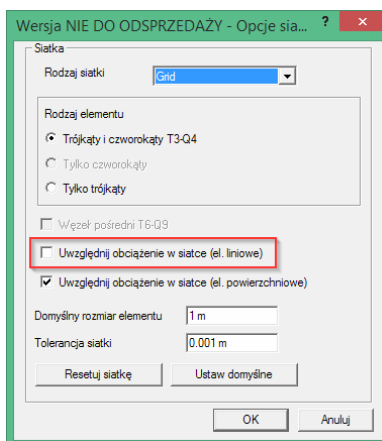 Wersja NIE DO ODSPRZEDAŻY - Opcje sia... ? ×
Siatka
Rodzaj siatki Grid
Rodzaj elementu
Trójkąty i czworokąty T3-Q4
Tylko czworokąty
Tylko trójkąty
Węzeł pośredni T6-Q9
Uwzględnij obciążenie w siatce (el. liniowe)
Uwzględnij obciążenie w siatce (el. powierzchniowe)
Domyślny rozmiar elementu 1 m
Tolerancja siatki 0.001 m
Resetuj siatkę Ustaw domyślne
OK Anuluj